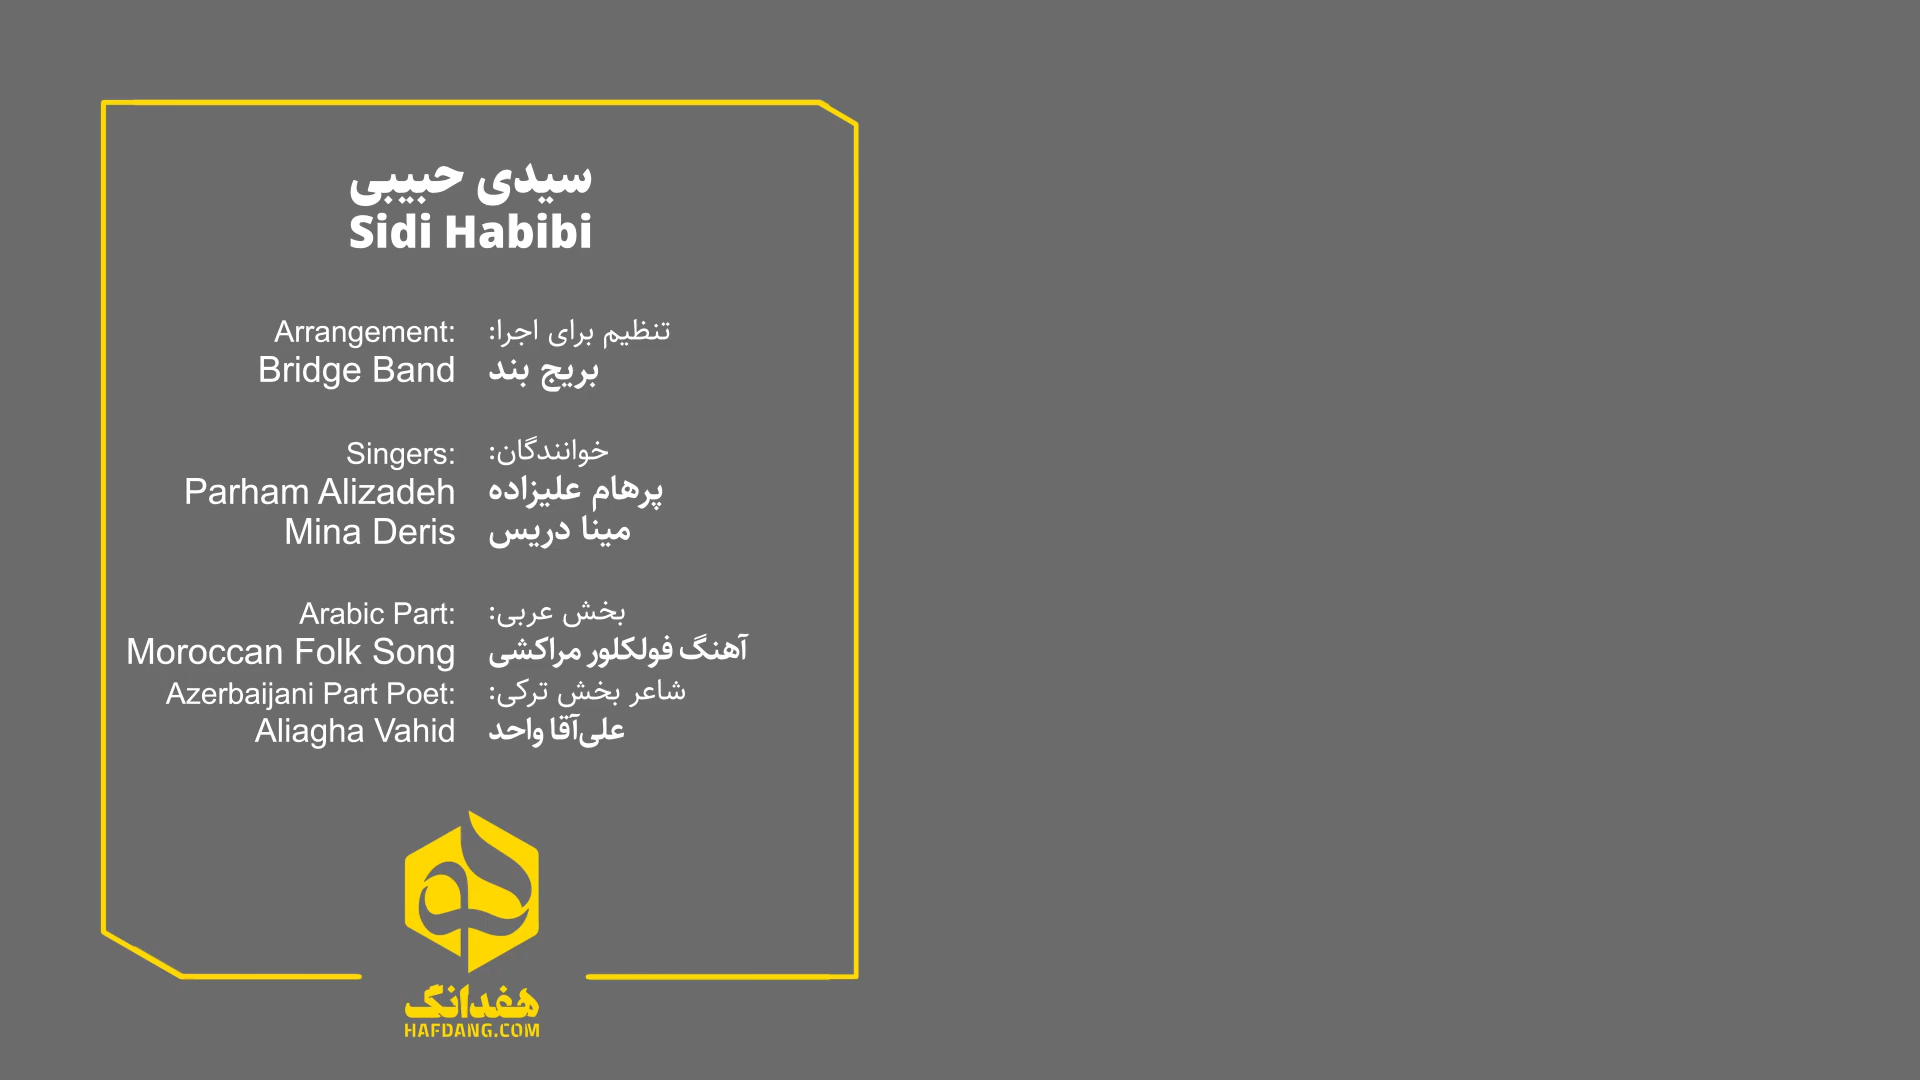 سیدی حبیبی
Sidi Habibi
Arrangement: تنظیم برای اجرا:
Bridge Band بریج بند
Singers: خوانندگان:
Parham Alizadeh پرهام علیزاده
Mina Deris مینا دریس
Arabic Part: بخش عربی:
Moroccan Folk Song آهنگ فولکلور مراکشی
Azerbaijani Part Poet: شاعر بخش ترکی:
Aliagha Vahid علی‌آقا واحد
هفدانگ
HAFDANG.COM